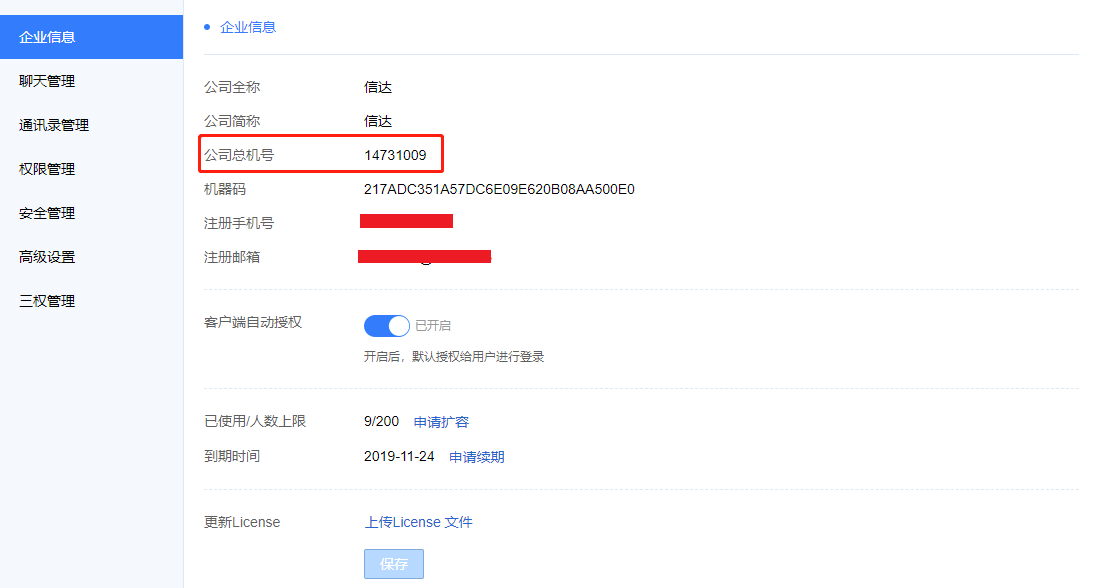 企业信息
聊天管理
通讯录管理
权限管理
安全管理
高级设置
三权管理
企业信息
公司全称 信达
公司简称 信达
公司总机号 14731009
机器码 217ADC351A57DC6E09E620B08AA500E0
注册手机号
注册邮箱
客户端自动授权 已开启
开启后，默认授权给用户进行登录
已使用/人数上限 9/200 申请扩容
到期时间 2019-11-24 申请续期
更新License 上传License 文件
保存